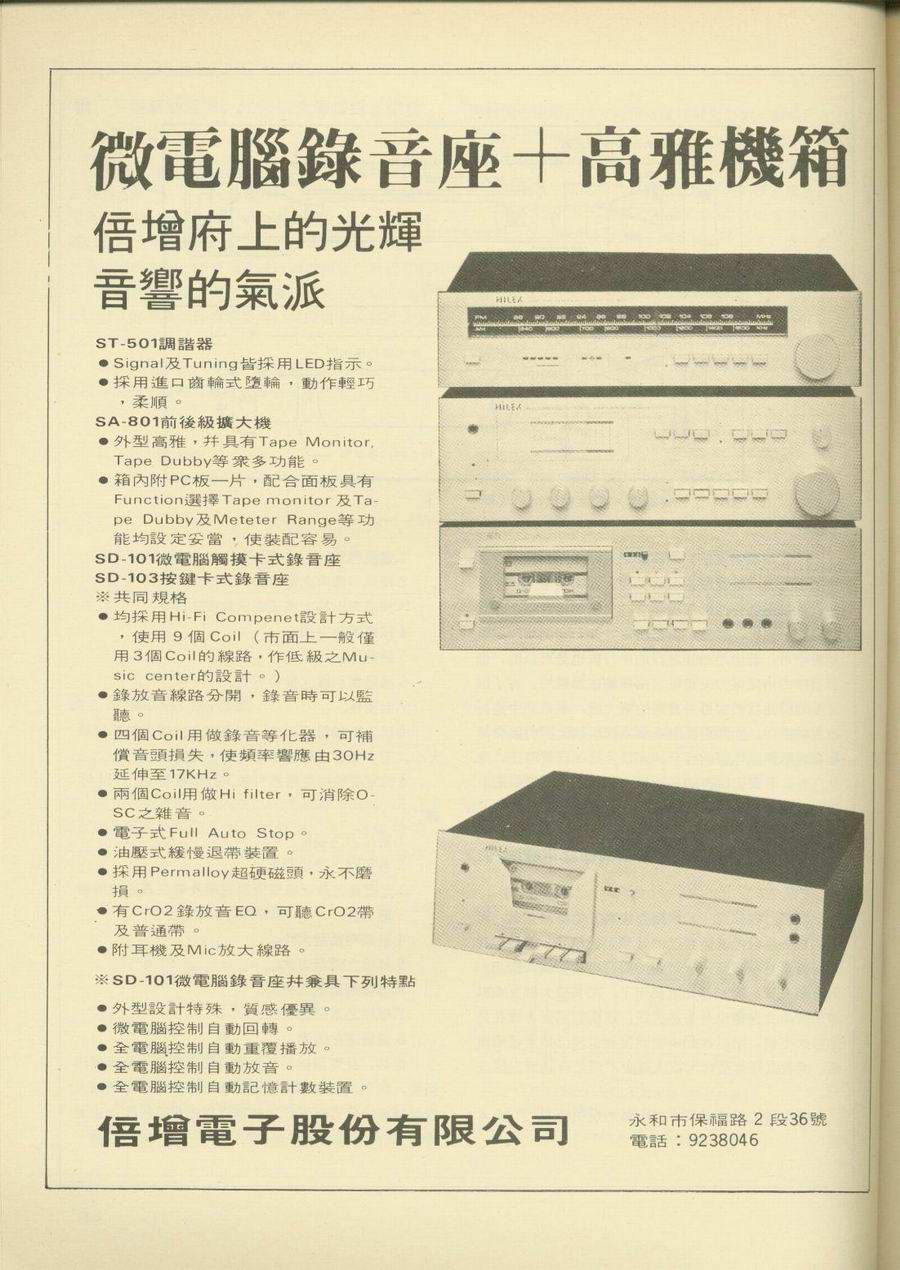 微電腦錄音座＋高雅機箱
倍增府上的光輝
音響的氣派
ST-501調諧器
●Signal及Tuning皆採用LED指示。
●採用進口齒輪式墮輪，動作輕巧
，柔順。
SA-801前後級擴大機
●外型高雅，幷具有Tape Monitor,
Tape Dubby等衆多功能。
●箱內附PC板一片，配合面板具有
Function選擇Tape monitor 及Ta-
pe Dubby及Meteter Range等功
能均設定妥當，使裝配容易。
SD-101微電腦觸摸卡式錄音座
SD-103按鍵卡式錄音座
※共同規格
●均採用Hi-Fi Compenet設計方式
，使用 9 個 Coil （市面上一般僅
用3個Coil的線路，作低級之Mu-
sic center的設計。）
●錄放音線路分開，錄音時可以監
聽。
●四個Coil用做錄音等化器，可補
償音頭損失，使頻率響應由30Hz
延伸至17KHz。
●兩個Coil用做Hi filter，可消除O-
SC之雜音。
●電子式Full Auto Stop。
●油壓式緩慢退帶裝置。
●採用Permalloy超硬磁頭，永不磨
損。
●有CrO2錄放音EQ，可聽CrO2帶
及普通帶。
●附耳機及Mic放大線路。
※SD-101微電腦錄音座幷兼具下列特點
●外型設計特殊，質感優異。
●微電腦控制自動回轉。
●全電腦控制自動重覆播放。
●全電腦控制自動放音。
●全電腦控制自動記憶計數裝置。
HILEX
FM 88 90 92 94 96 98 100 102 104 106 108 MHz
AM
HILEX
HILEX
倍增電子股份有限公司
永和市保福路 2 段36號
電話：9238046